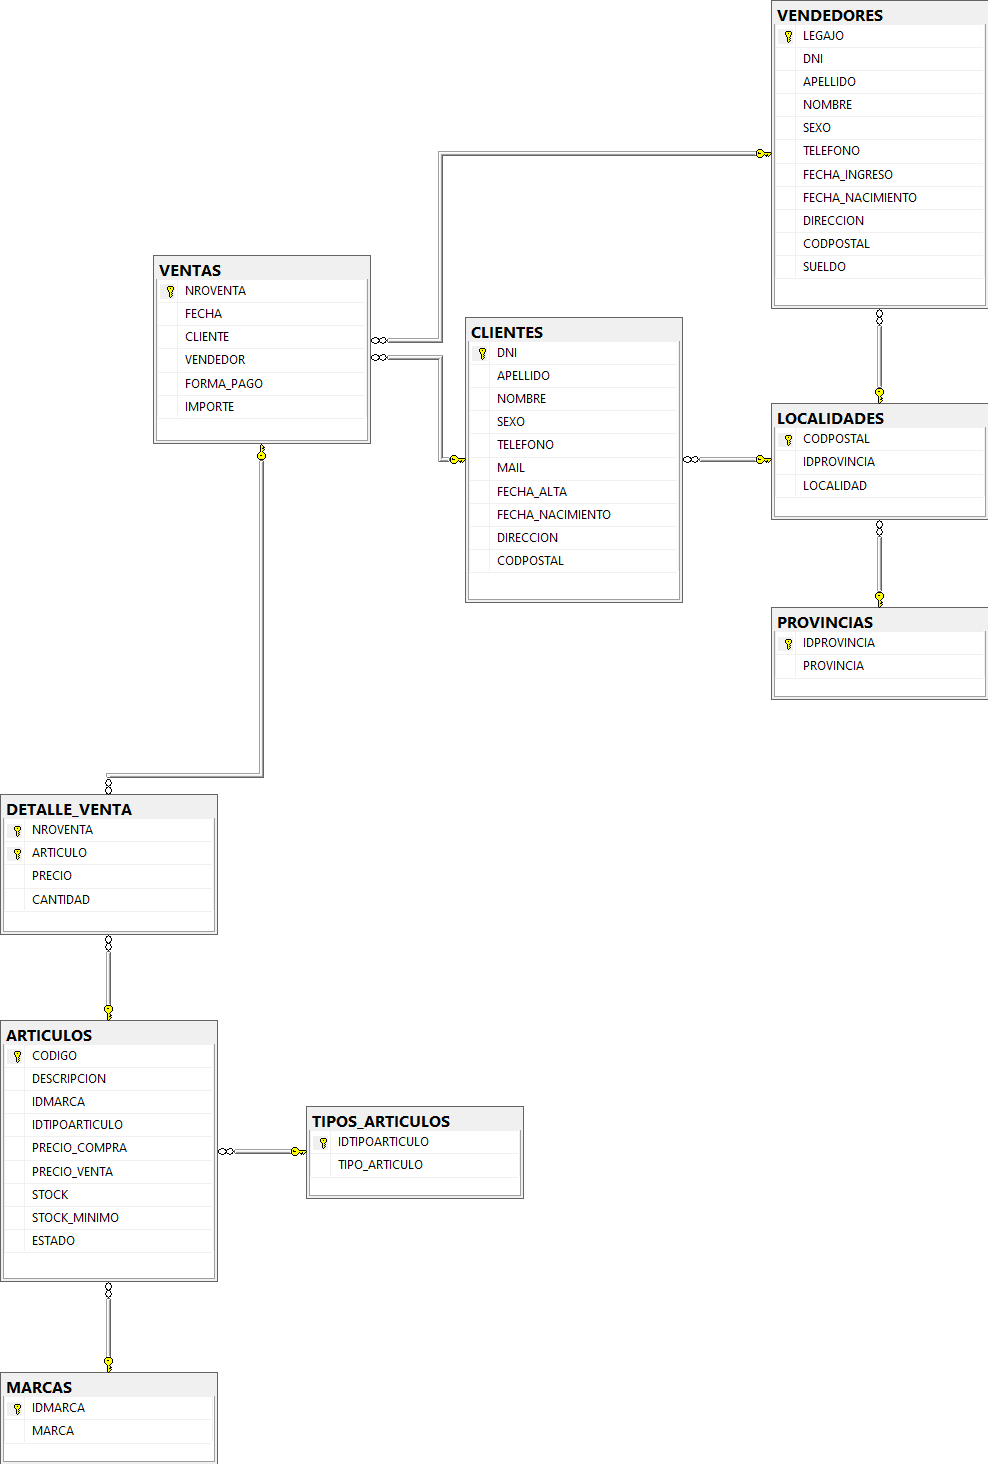 VENDEDORES
LEGAJO
DNI
APELLIDO
NOMBRE
SEXO
TELEFONO
FECHA_INGRESO
FECHA_NACIMIENTO
DIRECCION
CODPOSTAL
SUELDO
VENTAS
NROVENTA
FECHA
CLIENTE
VENDEDOR
FORMA_PAGO
IMPORTE
CLIENTES
DNI
APELLIDO
NOMBRE
SEXO
TELEFONO
MAIL
FECHA_ALTA
FECHA_NACIMIENTO
DIRECCION
CODPOSTAL
LOCALIDADES
CODPOSTAL
IDPROVINCIA
LOCALIDAD
PROVINCIAS
IDPROVINCIA
PROVINCIA
DETALLE_VENTA
NROVENTA
ARTICULO
PRECIO
CANTIDAD
ARTICULOS
CODIGO
DESCRIPCION
IDMARCA
IDTIPOARTICULO
PRECIO_COMPRA
PRECIO_VENTA
STOCK
STOCK_MINIMO
ESTADO
TIPOS_ARTICULOS
IDTIPOARTICULO
TIPO_ARTICULO
MARCAS
IDMARCA
MARCA